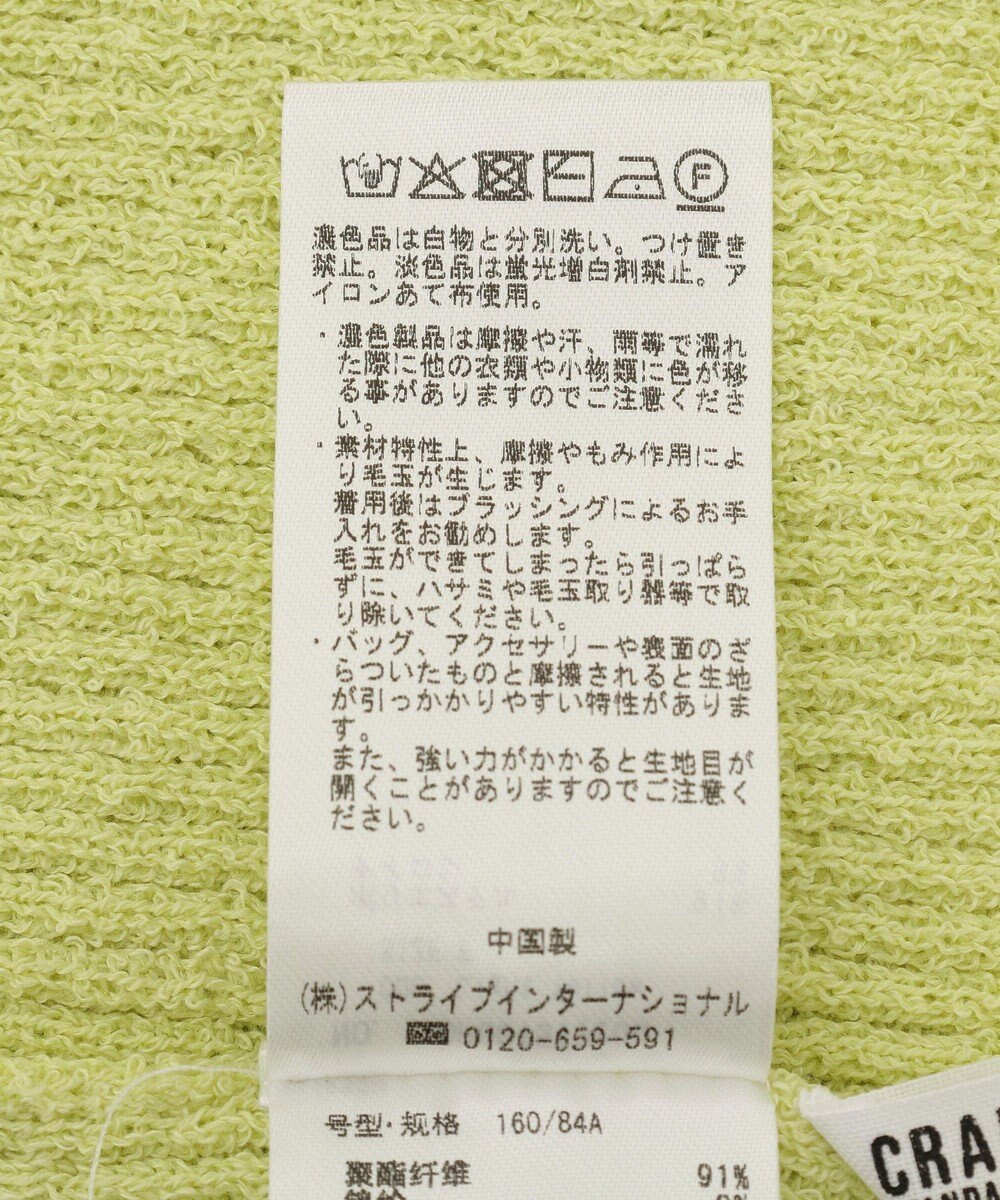 濃色品は白物と分別洗い。つけ置き
禁止。淡色品は蛍光増白剤禁止。ア
イロンあて布使用。
・濃色製品は摩擦や汗、雨等で濡れ
た際に他の衣類や小物類に色が移
る事がありますのでご注意くださ
い。
・素材特性上、摩擦やもみ作用によ
り毛玉が生じます。
着用後はブラッシングによるお手
入れをお勧めします。
毛玉ができてしまったら引っぱら
ずに、ハサミや毛玉取り器等で取
り除いてください。
・バッグ、アクセサリーや表面のざ
らついたものと摩擦されると生地
が引っかかりやすい特性がありま
す。
また、強い力がかかると生地目が
開くことがありますのでご注意く
ださい。
中国製
(株)ストライプインターナショナル
0120-659-591
号型·规格 160/84A
聚酯纤维 91%
CRA